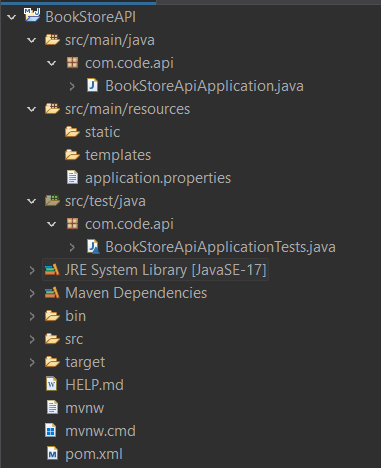 BookStoreAPI
src/main/java
com.code.api
BookStoreApiApplication.java
src/main/resources
static
templates
application.properties
src/test/java
com.code.api
BookStoreApiApplicationTests.java
JRE System Library [JavaSE-17]
Maven Dependencies
bin
src
target
HELP.md
mvnw
mvnw.cmd
pom.xml